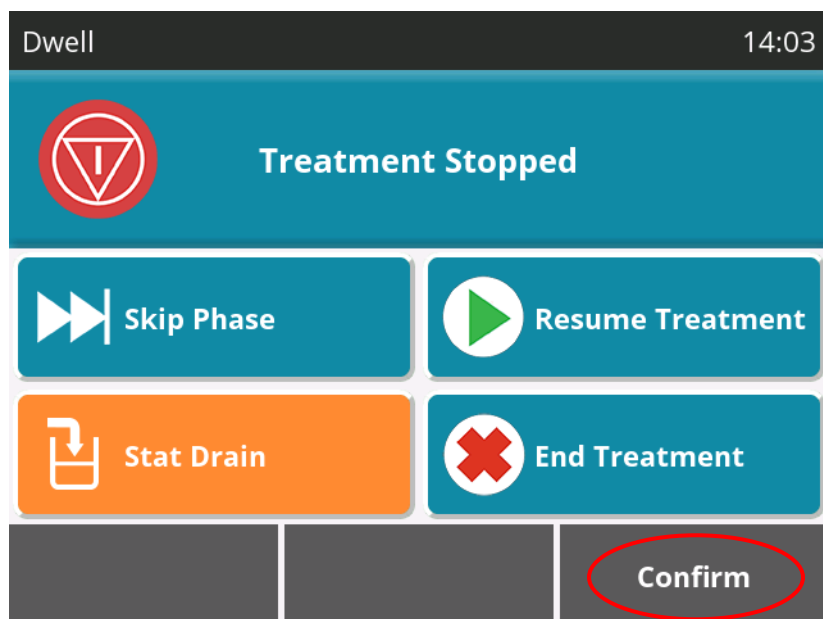 Dwell 14:03
Treatment Stopped
Skip Phase
Resume Treatment
Stat Drain
End Treatment
Confirm